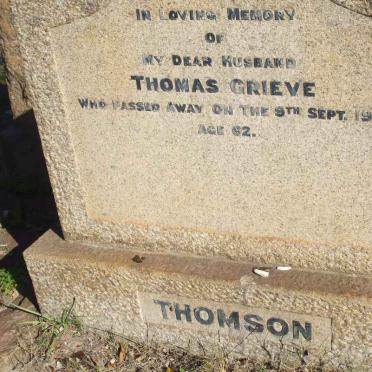 In Loving Memory
Of
My Dear Husband
Thomas Grieve
Who Passed Away on the 9th Sept. 19
Age 62.
THOMSON